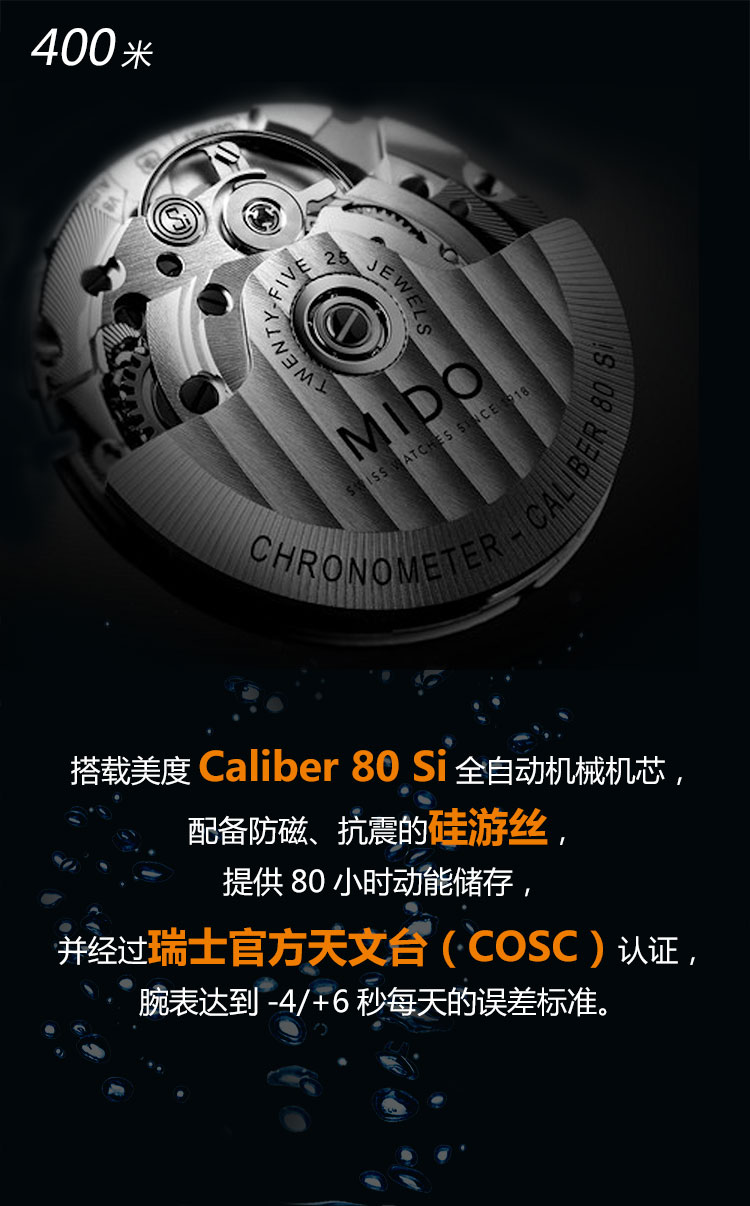 400 米
Si
TWENTY-FIVE 25 JEWELS
MIDO
SWISS WATCHES SINCE 1918
CHRONOMETER - CALIBER 80 Si
搭载美度 Caliber 80 Si 全自动机械机芯，
配备防磁、抗震的硅游丝，
提供 80 小时动能储存，
并经过瑞士官方天文台（COSC）认证，
腕表达到 -4/+6 秒每天的误差标准。